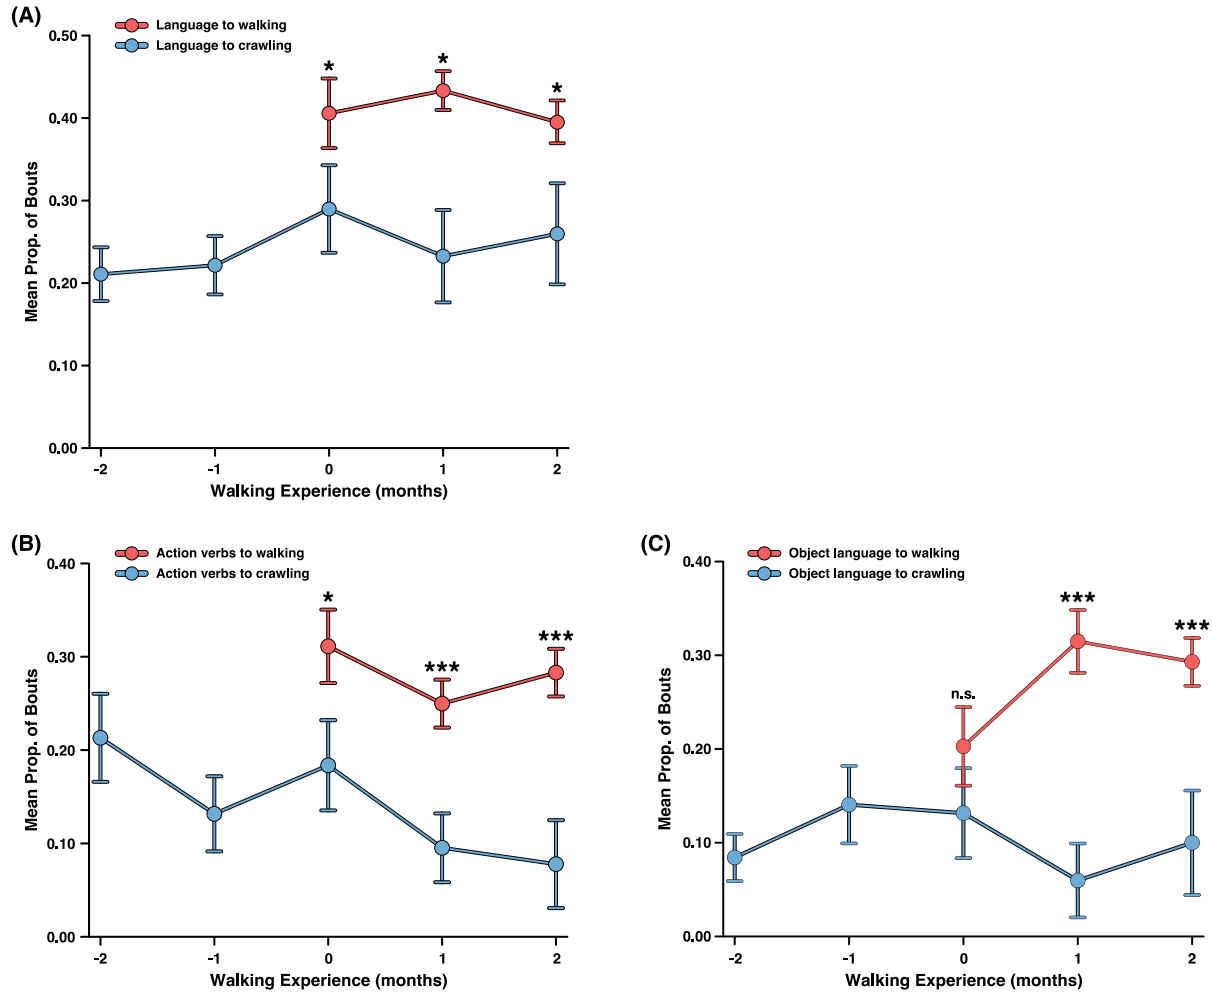 (A)
Language to walking
Language to crawling
0.50
0.40
0.30
0.20
0.10
0.00
Mean Prop. of Bouts
*
*
*
-2 -1 0 1 2
Walking Experience (months)
(B)
Action verbs to walking
Action verbs to crawling
0.40
0.30
0.20
0.10
0.00
Mean Prop. of Bouts
*
***
***
-2 -1 0 1 2
Walking Experience (months)
(C)
Object language to walking
Object language to crawling
0.40
0.30
0.20
0.10
0.00
Mean Prop. of Bouts
n.s.
***
***
-2 -1 0 1 2
Walking Experience (months)